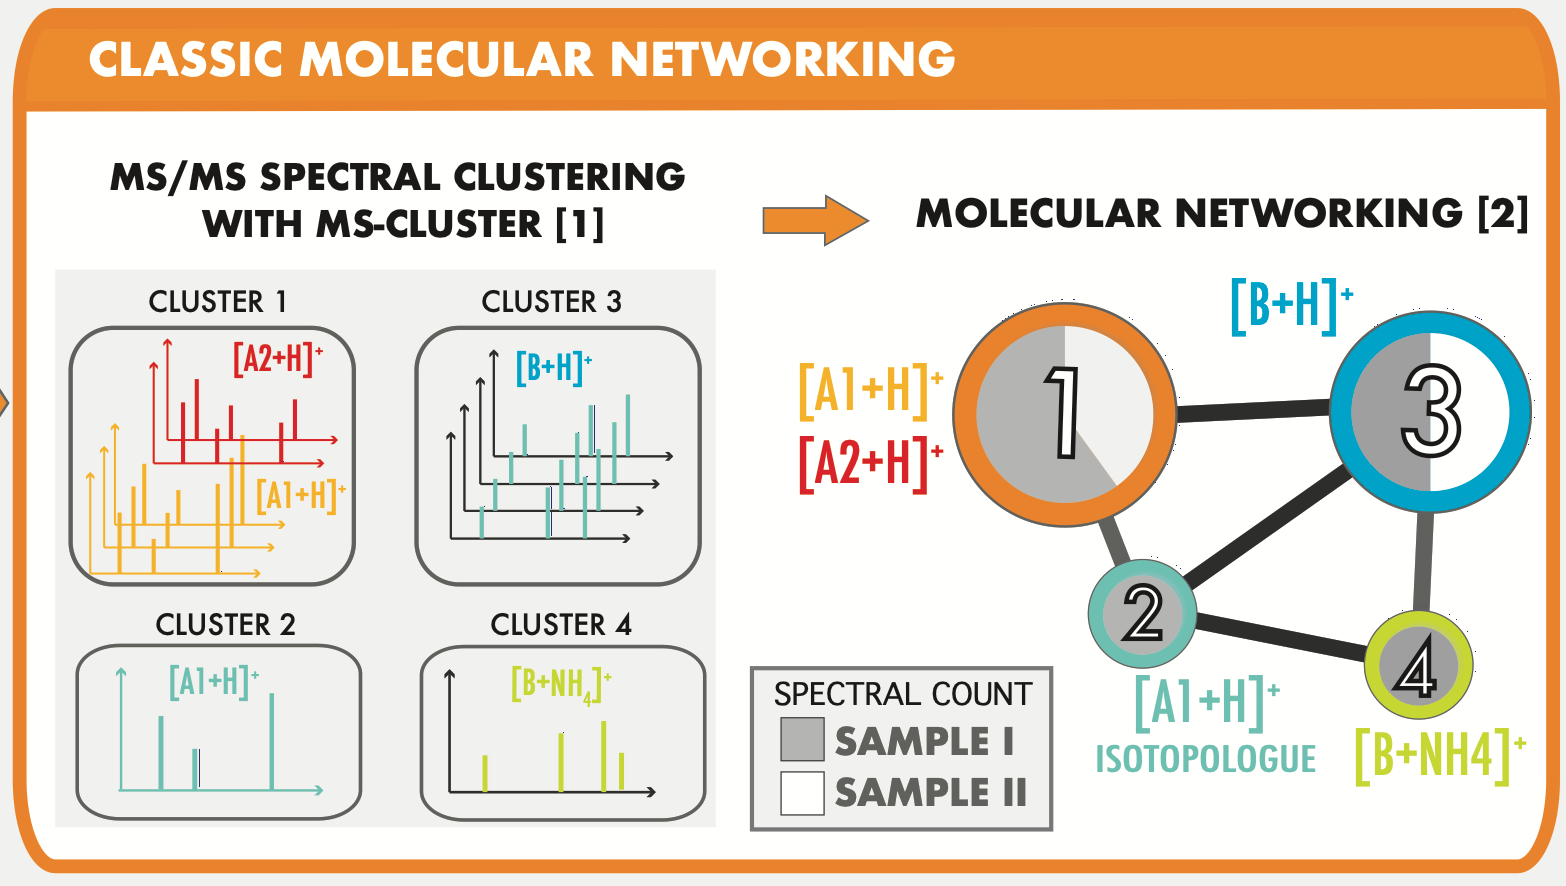 CLASSIC MOLECULAR NETWORKING
MS/MS SPECTRAL CLUSTERING
WITH MS-CLUSTER [1]
MOLECULAR NETWORKING [2]
CLUSTER 1
[A2+H]+
[A1+H]+
CLUSTER 3
[B+H]+
CLUSTER 2
[A1+H]+
CLUSTER 4
[B+NH4]+
[A1+H]+
[A2+H]+
1
[B+H]+
3
2
[A1+H]+
ISOTOPOLOGUE
4
[B+NH4]+
SPECTRAL COUNT
SAMPLE I
SAMPLE II